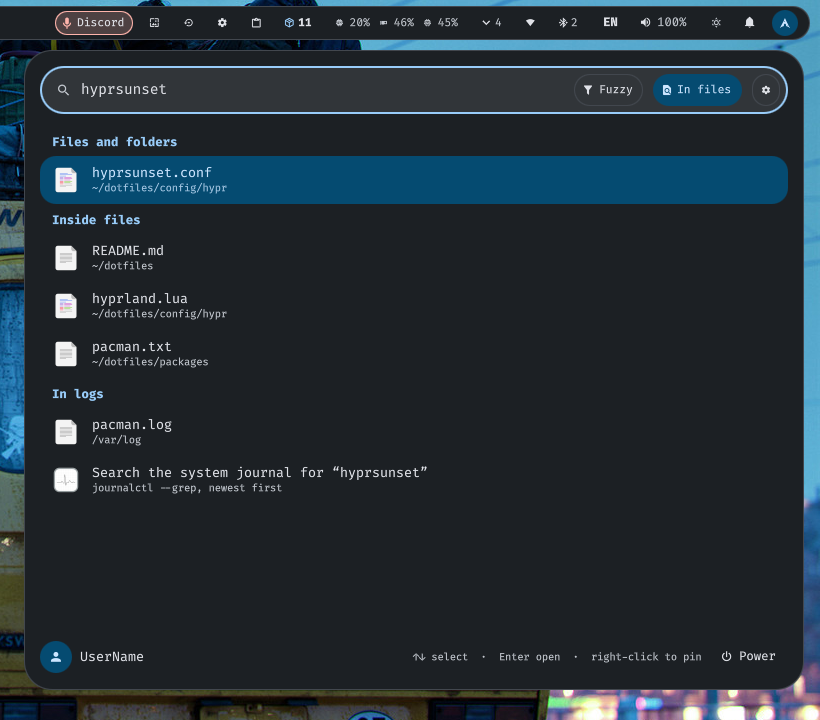 Discord 11 20% 46% 45% 4 2 EN 100%
hyprsunset Fuzzy In files
Files and folders
hyprsunset.conf
~/dotfiles/config/hypr
Inside files
README.md
~/dotfiles
hyprland.lua
~/dotfiles/config/hypr
pacman.txt
~/dotfiles/packages
In logs
pacman.log
/var/log
Search the system journal for “hyprsunset”
journalctl --grep, newest first
UserName ↑↓ select · Enter open · right-click to pin Power